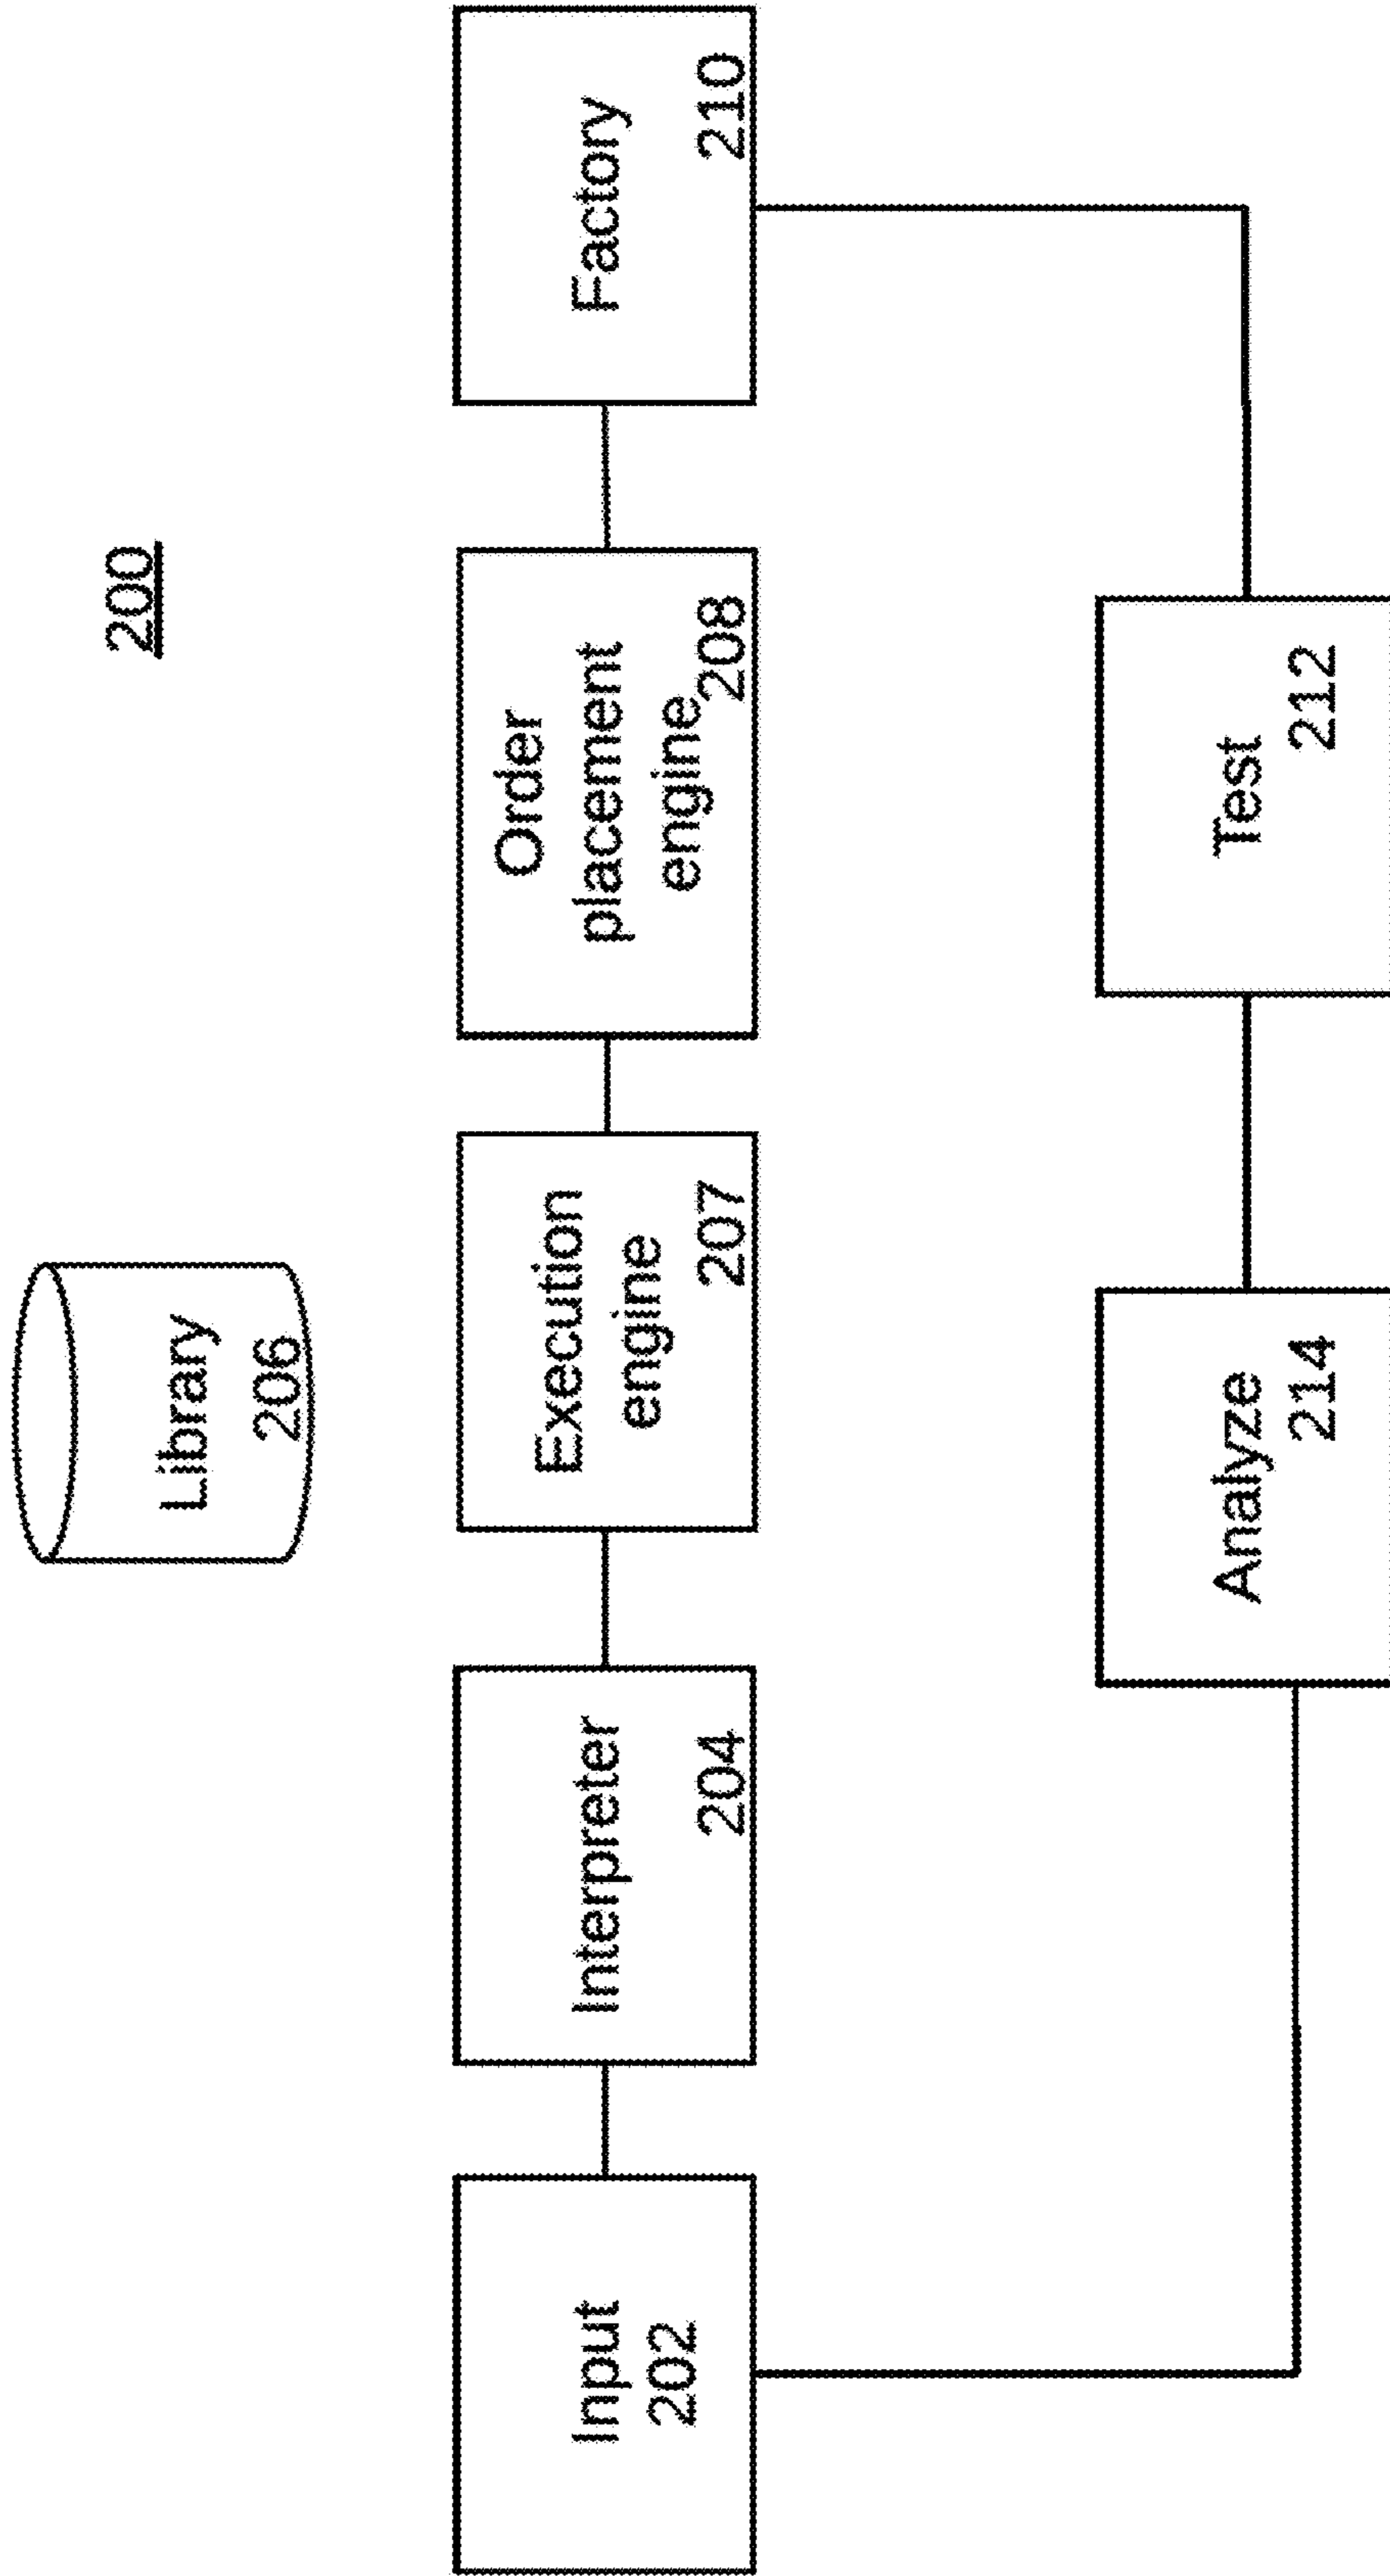 200
Library
206
Input
202
Interpreter
204
Execution
engine
207
Order
placement
engine
208
Factory
210
Analyze
214
Test
212